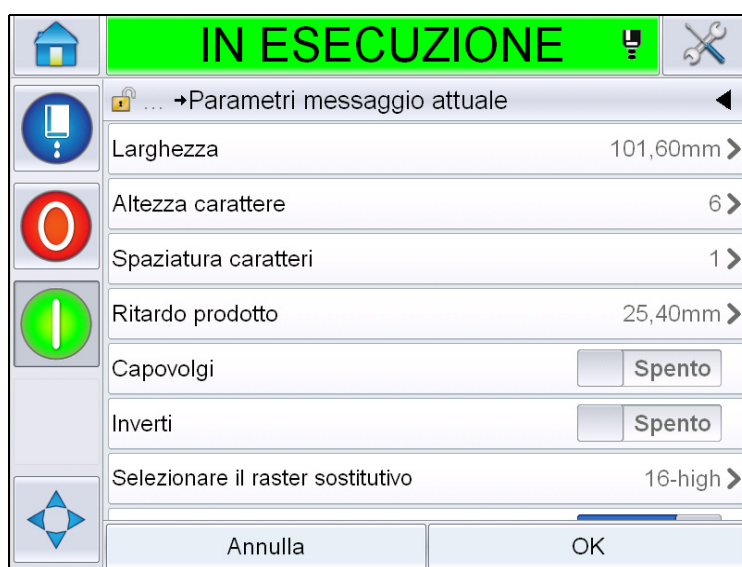 IN ESECUZIONE
... →Parametri messaggio attuale
Larghezza 101,60mm
Altezza carattere 6
Spaziatura caratteri 1
Ritardo prodotto 25,40mm
Capovolgi Spento
Inverti Spento
Selezionare il raster sostitutivo 16-high
Annulla OK